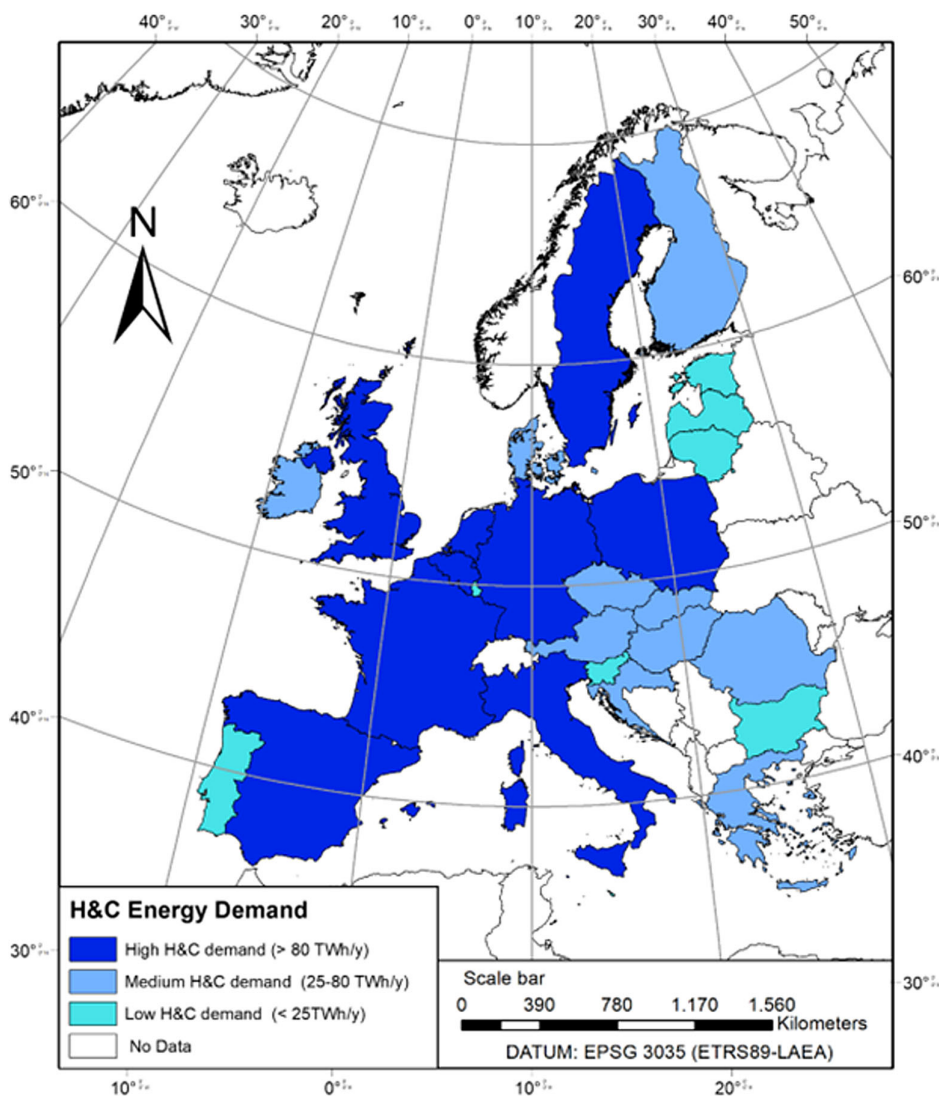 40° 30° 20° 10° 0° 10° 20° 30° 40° 50°
60°
60°
50°
50°
40°
40°
30°
30°
N
H&C Energy Demand
High H&C demand (> 80 TWh/y)
Medium H&C demand (25-80 TWh/y)
Low H&C demand (< 25TWh/y)
No Data
Scale bar
0 390 780 1.170 1.560
Kilometers
DATUM: EPSG 3035 (ETRS89-LAEA)
10° 0° 10° 20°